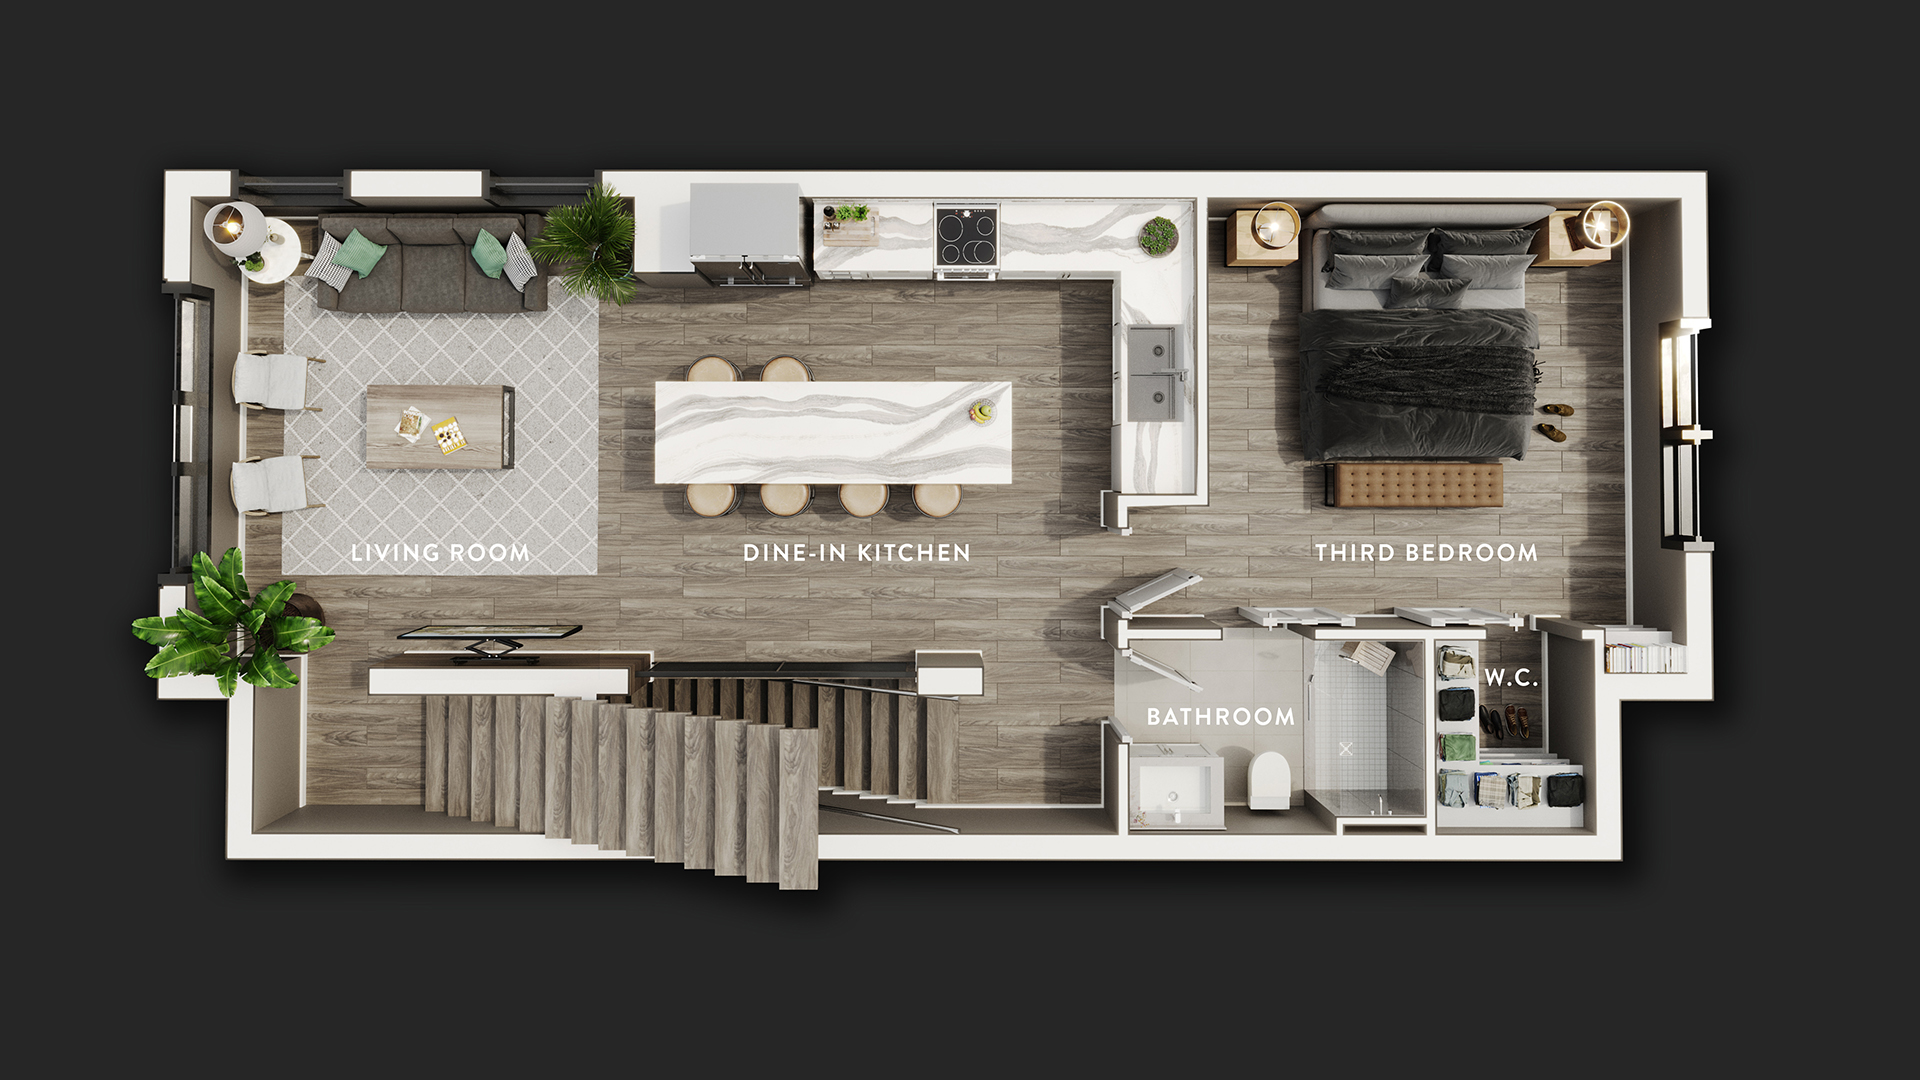 LIVING ROOM
DINE-IN KITCHEN
THIRD BEDROOM
W.C.
BATHROOM